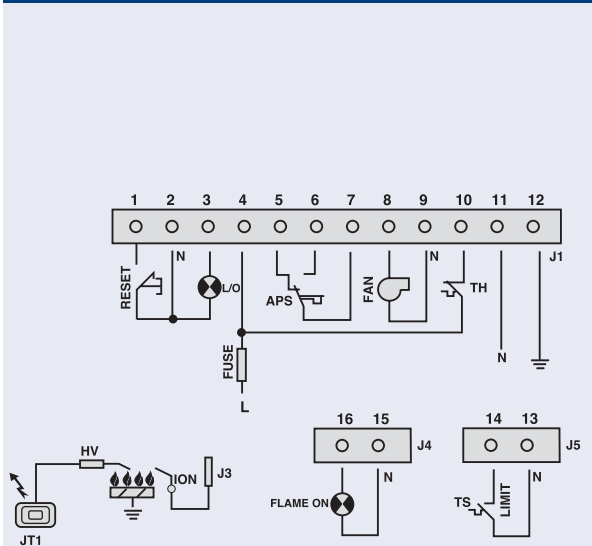 1 2 3 4 5 6 7 8 9 10 11 12
J1
N N
RESET L/O APS FAN TH
FUSE
N
L
16 15 14 13
J4 J5
HV
ION J3
N N
FLAME ON TS LIMIT
JT1